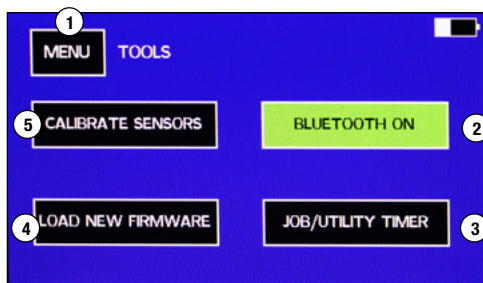 1
MENU TOOLS
5 CALIBRATE SENSORS BLUETOOTH ON 2
4 LOAD NEW FIRMWARE JOB/UTILITY TIMER 3